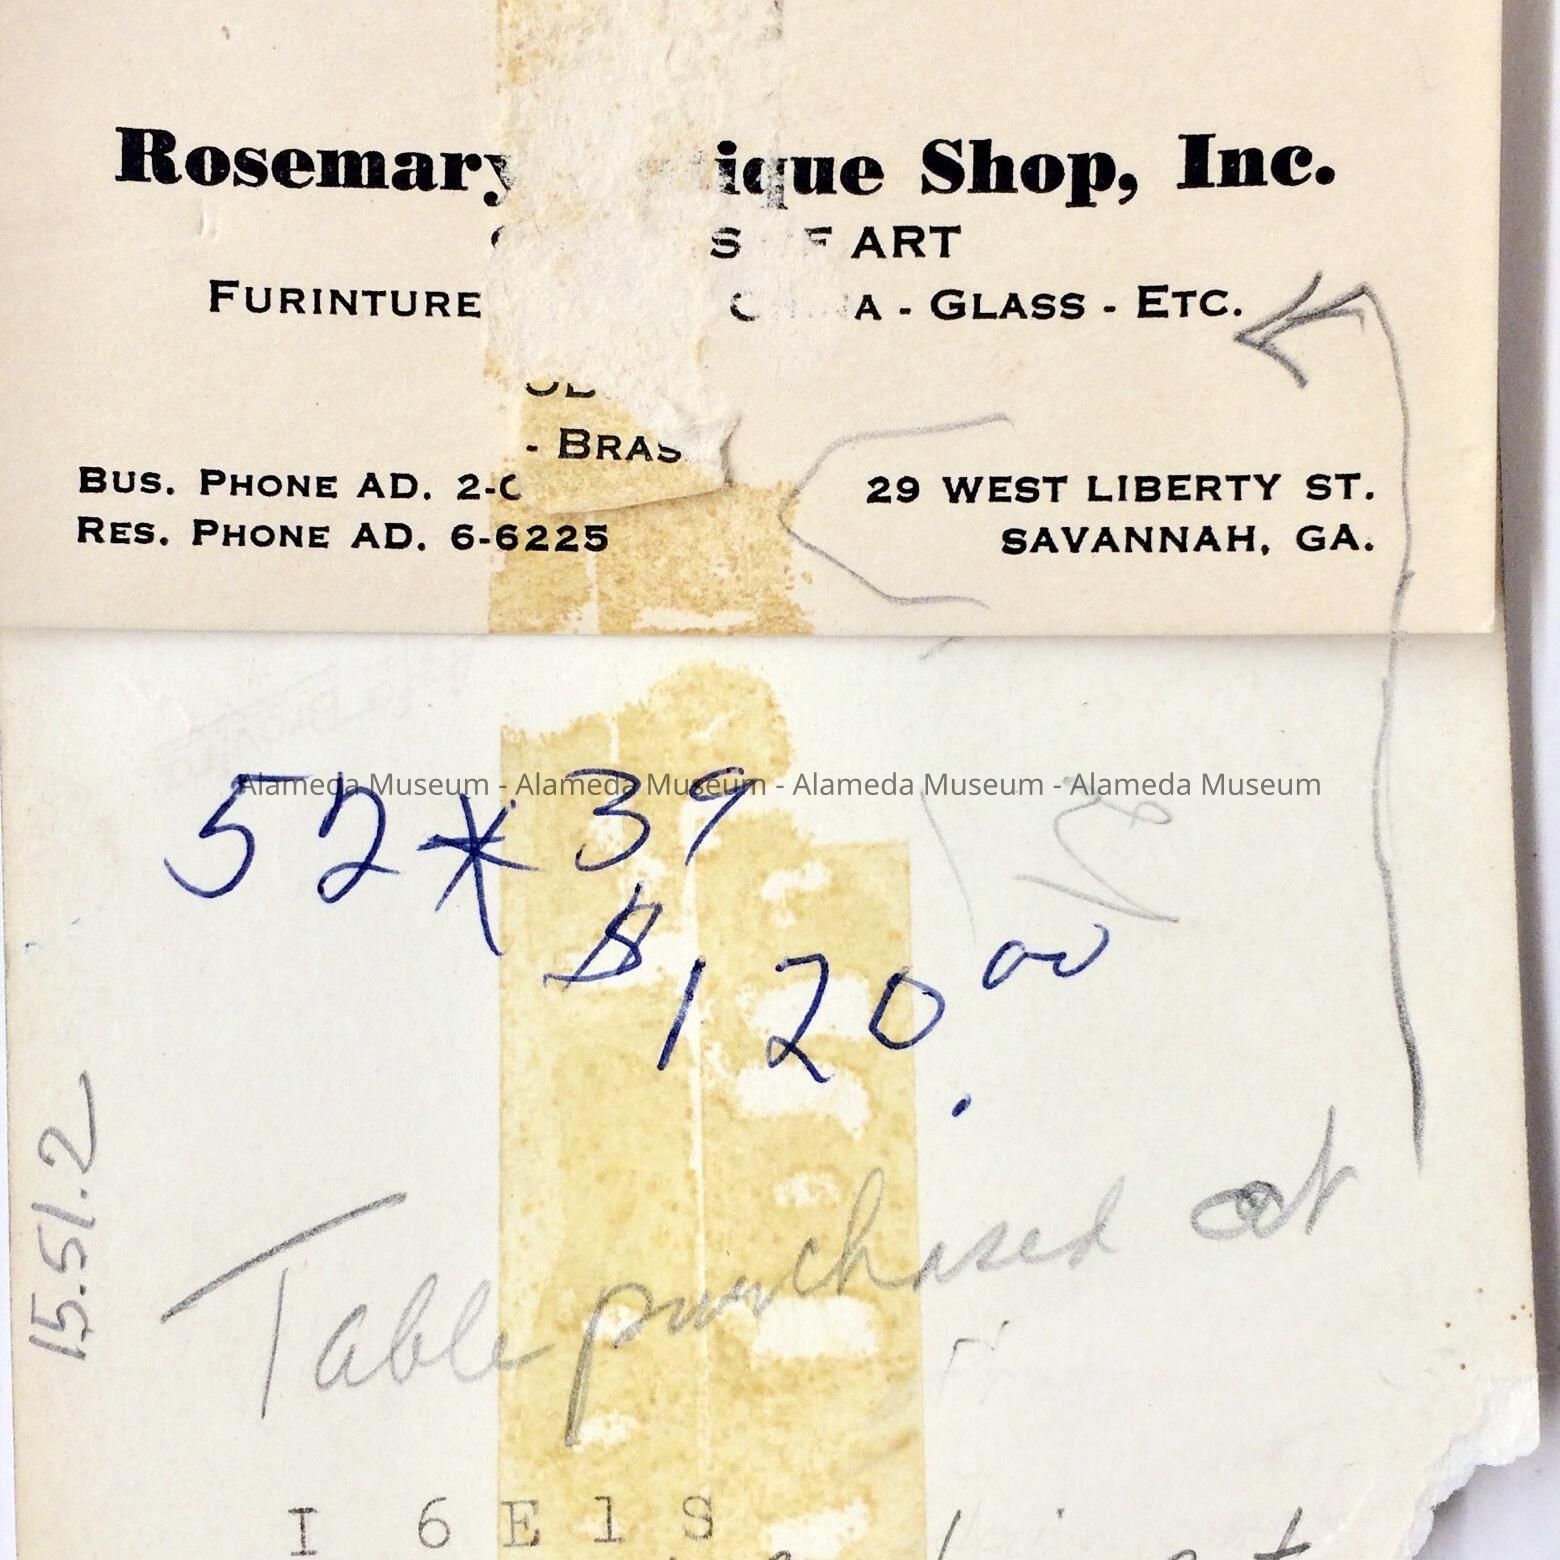 Rosemary ique Shop, Inc.
ART
FURINTURE A - GLASS - ETC.
- BRAS
BUS. PHONE AD. 2-
RES. PHONE AD. 6-6225
29 WEST LIBERTY ST.
SAVANNAH, GA.
Alameda Museum - Alameda Museum - Alameda Museum - Alameda Museum
52 * 39
$120.00
15.51.2
Table purchased at
I 6E1S